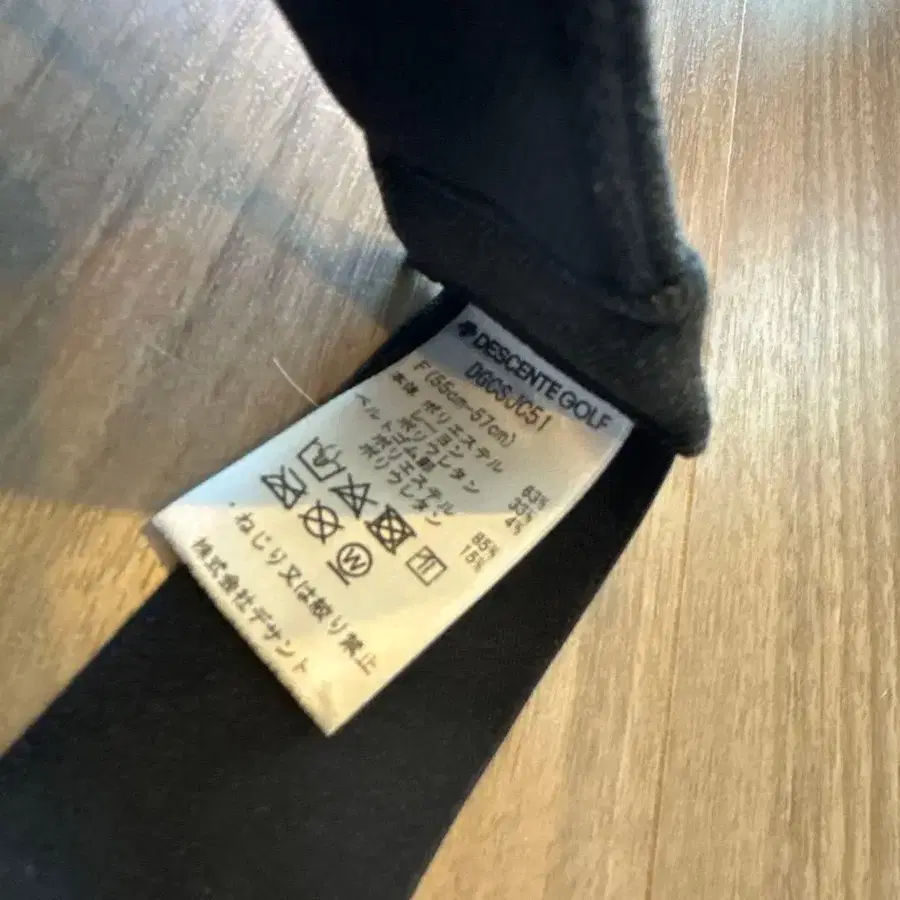 DESCENTE GOLF
DGCSJC51
F(55cm-57cm)
本体 ポリエステル 63%
レーヨン 33%
ポリウレタン 4%
ベルト ゴム部
ポリエステル 85%
ウレタン 15%
W
.ねじり又は絞り禁止
株式会社デサント